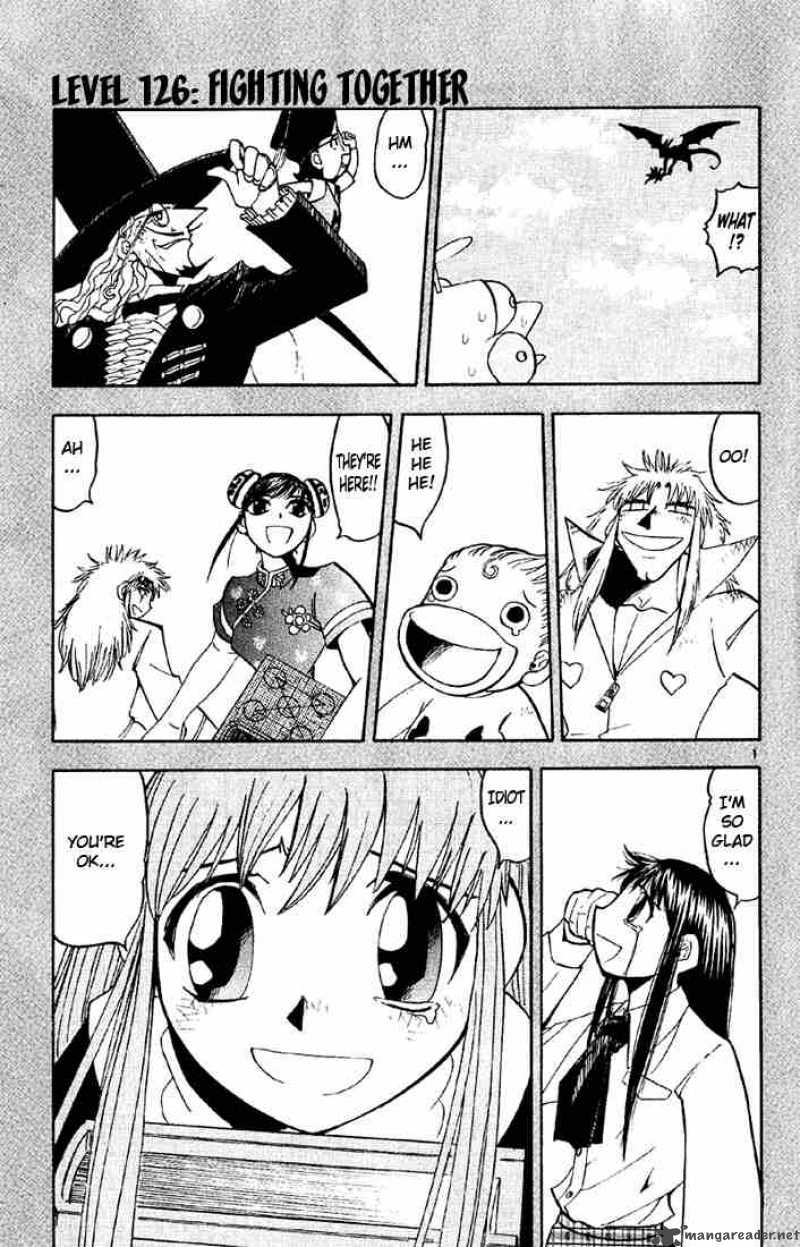 LEVEL 126: FIGHTING TOGETHER
WHAT
!?
HM
...
OO!
HE
HE
HE!
THEY'RE
HERE!!
AH
...
1
I'M
SO
GLAD
...
IDIOT
...
YOU'RE
OK...
mangareader.net